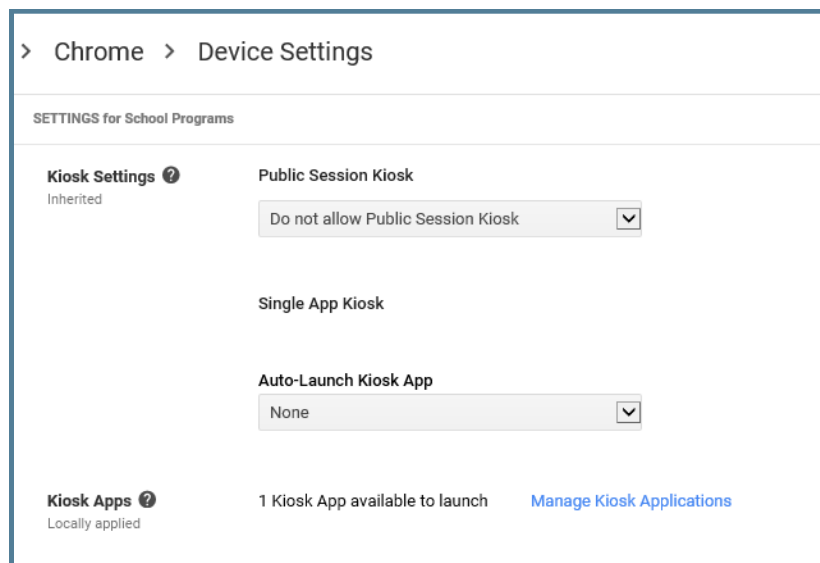 > Chrome > Device Settings
SETTINGS for School Programs
Kiosk Settings ?
Inherited
Public Session Kiosk
Do not allow Public Session Kiosk
Single App Kiosk
Auto-Launch Kiosk App
None
Kiosk Apps ?
Locally applied
1 Kiosk App available to launch
Manage Kiosk Applications